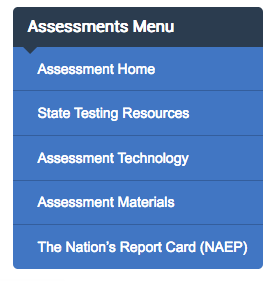 Assessments Menu
Assessment Home
State Testing Resources
Assessment Technology
Assessment Materials
The Nation's Report Card (NAEP)